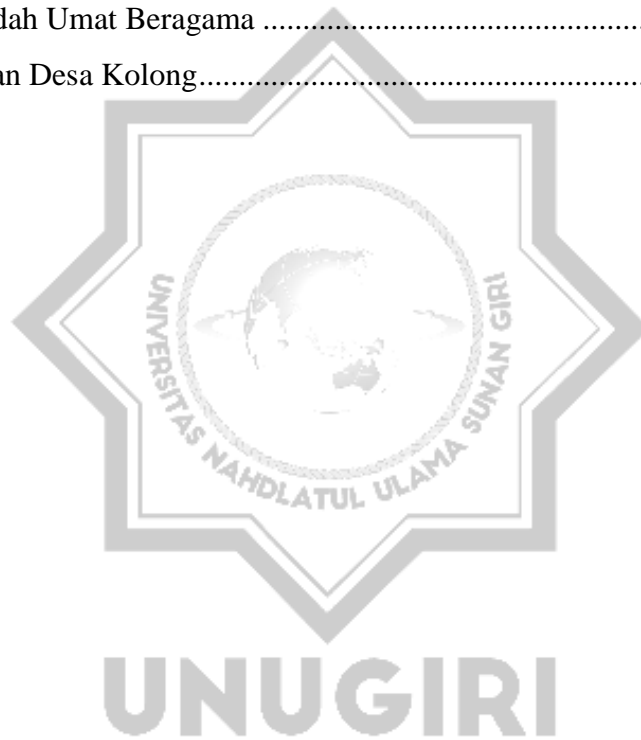 dah Umat Beragama ................................................
an Desa Kolong.........................................................
UNIVERSITAS NAHDLATUL ULAMA SUNAN GIRI
UNUGIRI